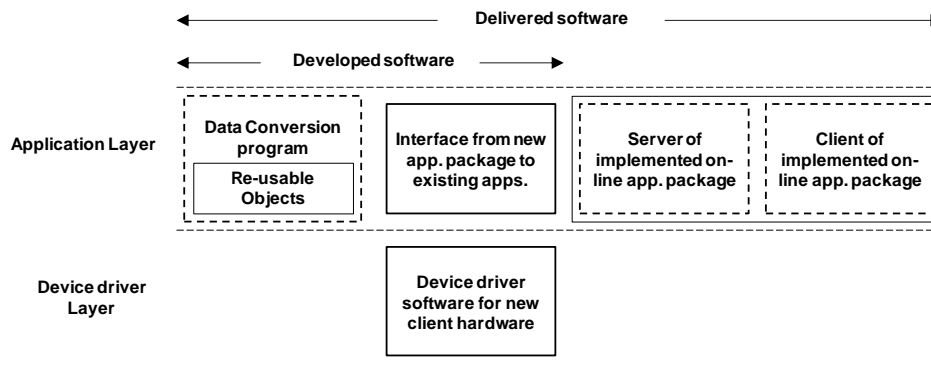 Delivered software
Developed software
Application Layer
Data Conversion
program
Re-usable
Objects
Interface from new
app. package to
existing apps.
Server of
implemented on-
line app. package
Client of
implemented on-
line app. package
Device driver
Layer
Device driver
software for new
client hardware